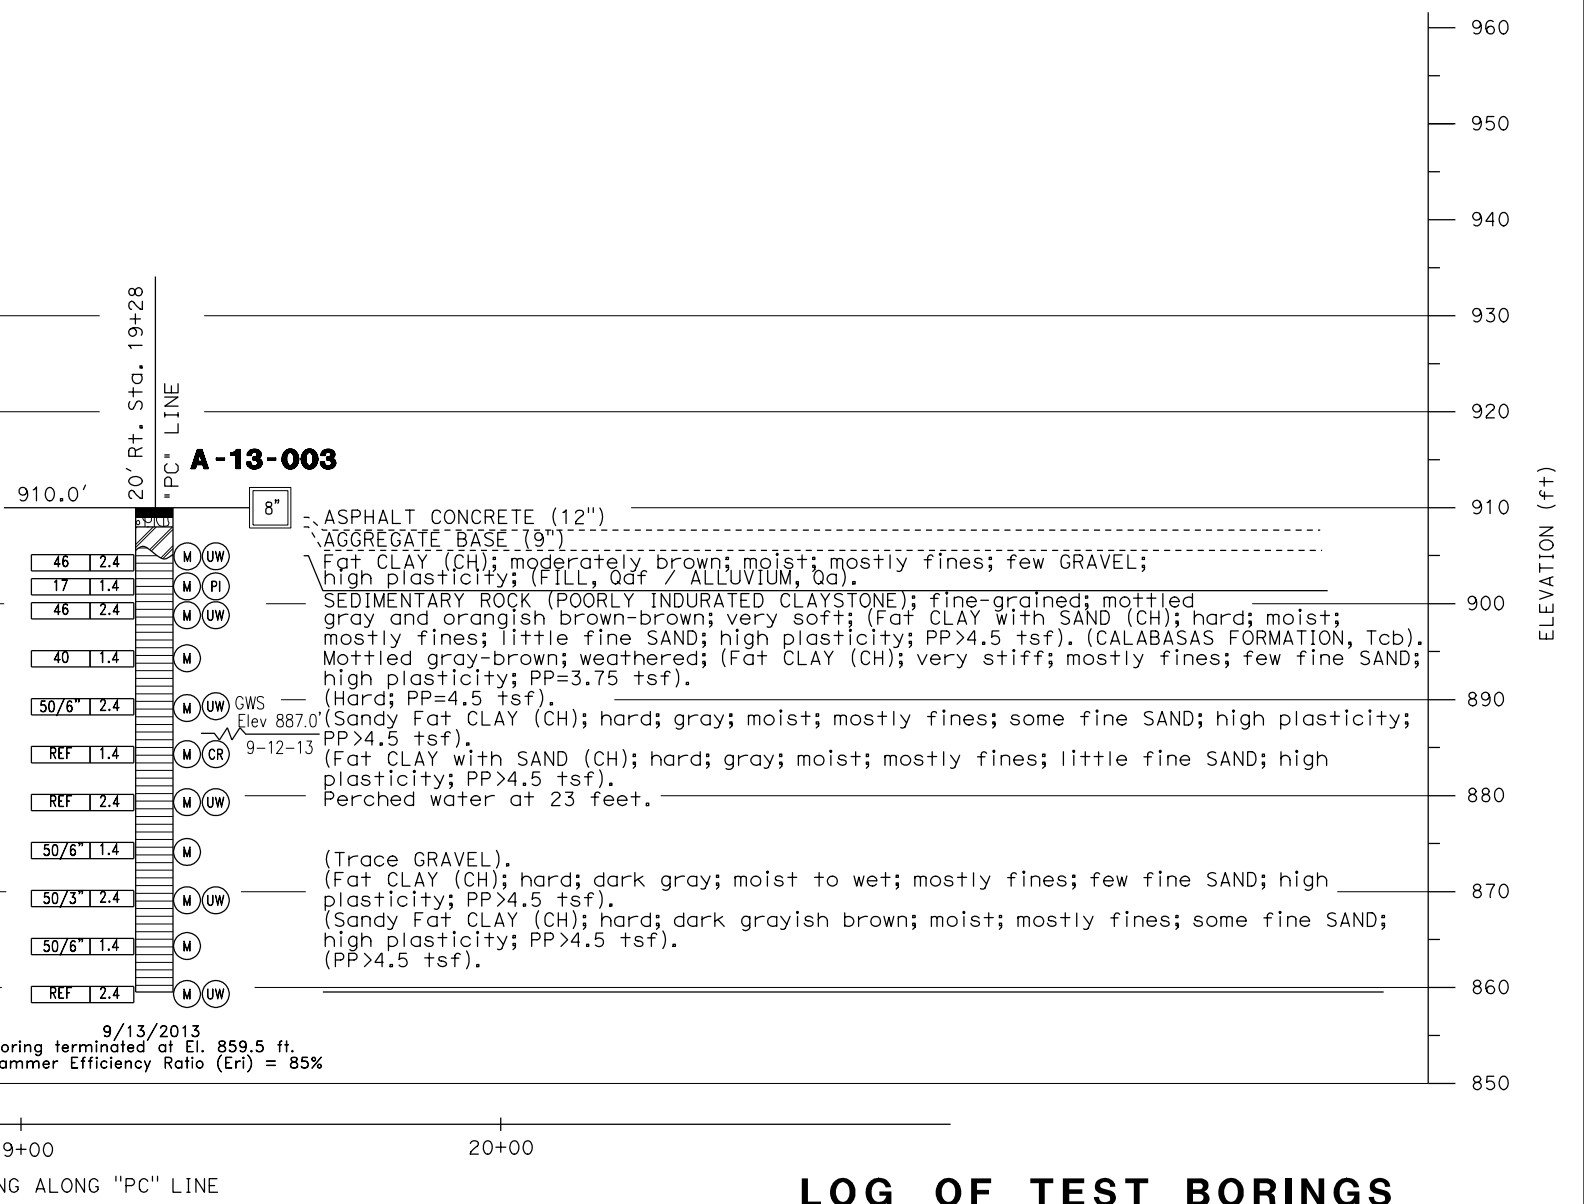 960
950
940
930
920
910
900
890
880
870
860
850
ELEVATION (ft)
20' Rt. Sta. 19+28
"PC" LINE
A-13-003
910.0'
8"
ASPHALT CONCRETE (12")
AGGREGATE BASE (9")
Fat CLAY (CH); moderately brown; moist; mostly fines; few GRAVEL;
high plasticity; (FILL, Qaf / ALLUVIUM, Qa).
SEDIMENTARY ROCK (POORLY INDURATED CLAYSTONE); fine-grained; mottled
gray and orangish brown-brown; very soft; (Fat CLAY with SAND (CH); hard; moist;
mostly fines; little fine SAND; high plasticity; PP>4.5 tsf). (CALABASAS FORMATION, Tcb).
Mottled gray-brown; weathered; (Fat CLAY (CH); very stiff; mostly fines; few fine SAND;
high plasticity; PP=3.75 tsf).
(Hard; PP=4.5 tsf).
(Sandy Fat CLAY (CH); hard; gray; moist; mostly fines; some fine SAND; high plasticity;
PP>4.5 tsf).
(Fat CLAY with SAND (CH); hard; gray; moist; mostly fines; little fine SAND; high
plasticity; PP>4.5 tsf).
Perched water at 23 feet.
(Trace GRAVEL).
(Fat CLAY (CH); hard; dark gray; moist to wet; mostly fines; few fine SAND; high
plasticity; PP>4.5 tsf).
(Sandy Fat CLAY (CH); hard; dark grayish brown; moist; mostly fines; some fine SAND;
high plasticity; PP>4.5 tsf).
(PP>4.5 tsf).
46 2.4 M UW
17 1.4 M PI
46 2.4 M UW
40 1.4 M
50/6" 2.4 M UW
REF 1.4 M CR
REF 2.4 M UW
50/6" 1.4 M
50/3" 2.4 M UW
50/6" 1.4 M
REF 2.4 M UW
GWS
Elev 887.0'
9-12-13
9/13/2013
oring terminated at El. 859.5 ft.
ammer Efficiency Ratio (Eri) = 85%
9+00
20+00
NG ALONG "PC" LINE
LOG OF TEST BORINGS